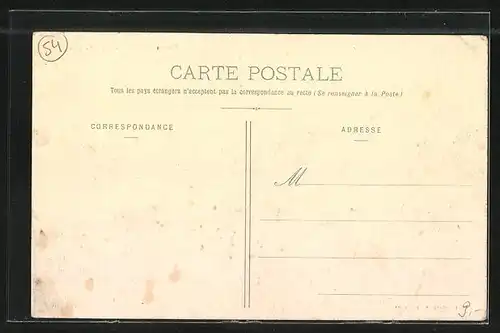 54
CARTE POSTALE
Tous les pays étrangers n'acceptent pas la correspondance au recto (Se renseigner à la Poste)
CORRESPONDANCE
ADRESSE
M
9,-